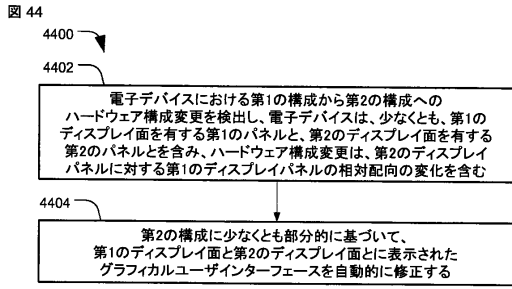 図 44
4400
4402
電子デバイスにおける第1の構成から第2の構成への
ハードウェア構成変更を検出し、電子デバイスは、少なくとも、第1の
ディスプレイ面を有する第1のパネルと、第2のディスプレイ面を有する
第2のパネルとを含み、ハードウェア構成変更は、第2のディスプレイ
パネルに対する第1のディスプレイパネルの相対配向の変化を含む
4404
第2の構成に少なくとも部分的に基づいて、
第1のディスプレイ面と第2のディスプレイ面とに表示された
グラフィカルユーザインターフェースを自動的に修正する